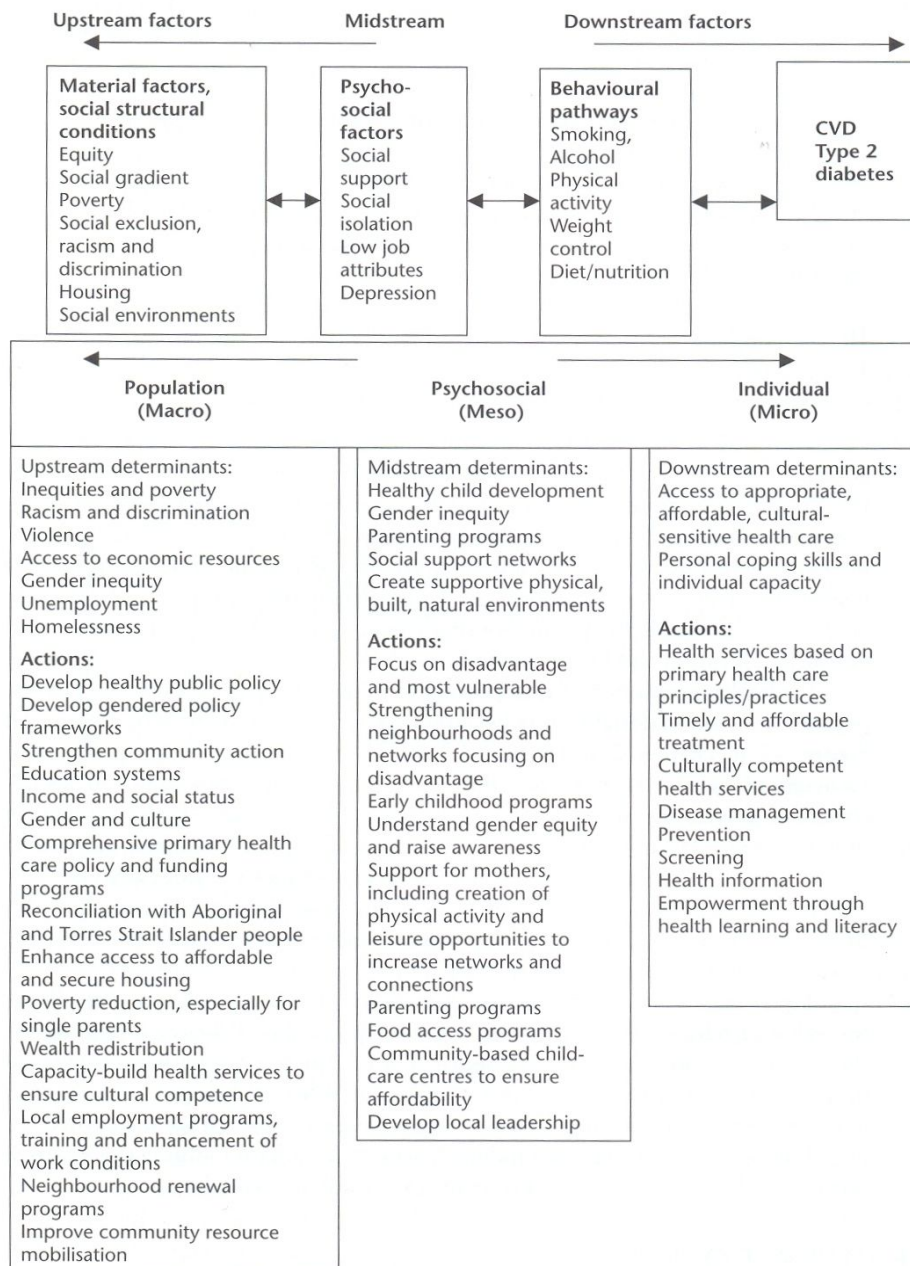 Upstream factors
Midstream
Downstream factors
Material factors,
social structural
conditions
Equity
Social gradient
Poverty
Social exclusion,
racism and
discrimination
Housing
Social environments
Psycho-
social
factors
Social
support
Social
isolation
Low job
attributes
Depression
Behavioural
pathways
Smoking,
Alcohol
Physical
activity
Weight
control
Diet/nutrition
CVD
Type 2
diabetes
Population
(Macro)
Psychosocial
(Meso)
Individual
(Micro)
Upstream determinants:
Inequities and poverty
Racism and discrimination
Violence
Access to economic resources
Gender inequity
Unemployment
Homelessness
Actions:
Develop healthy public policy
Develop gendered policy
frameworks
Strengthen community action
Education systems
Income and social status
Gender and culture
Comprehensive primary health
care policy and funding
programs
Reconciliation with Aboriginal
and Torres Strait Islander people
Enhance access to affordable
and secure housing
Poverty reduction, especially for
single parents
Wealth redistribution
Capacity-build health services to
ensure cultural competence
Local employment programs,
training and enhancement of
work conditions
Neighbourhood renewal
programs
Improve community resource
mobilisation
Midstream determinants:
Healthy child development
Gender inequity
Parenting programs
Social support networks
Create supportive physical,
built, natural environments
Actions:
Focus on disadvantage
and most vulnerable
Strengthening
neighbourhoods and
networks focusing on
disadvantage
Early childhood programs
Understand gender equity
and raise awareness
Support for mothers,
including creation of
physical activity and
leisure opportunities to
increase networks and
connections
Parenting programs
Food access programs
Community-based child-
care centres to ensure
affordability
Develop local leadership
Downstream determinants:
Access to appropriate,
affordable, cultural-
sensitive health care
Personal coping skills and
individual capacity
Actions:
Health services based on
primary health care
principles/practices
Timely and affordable
treatment
Culturally competent
health services
Disease management
Prevention
Screening
Health information
Empowerment through
health learning and literacy